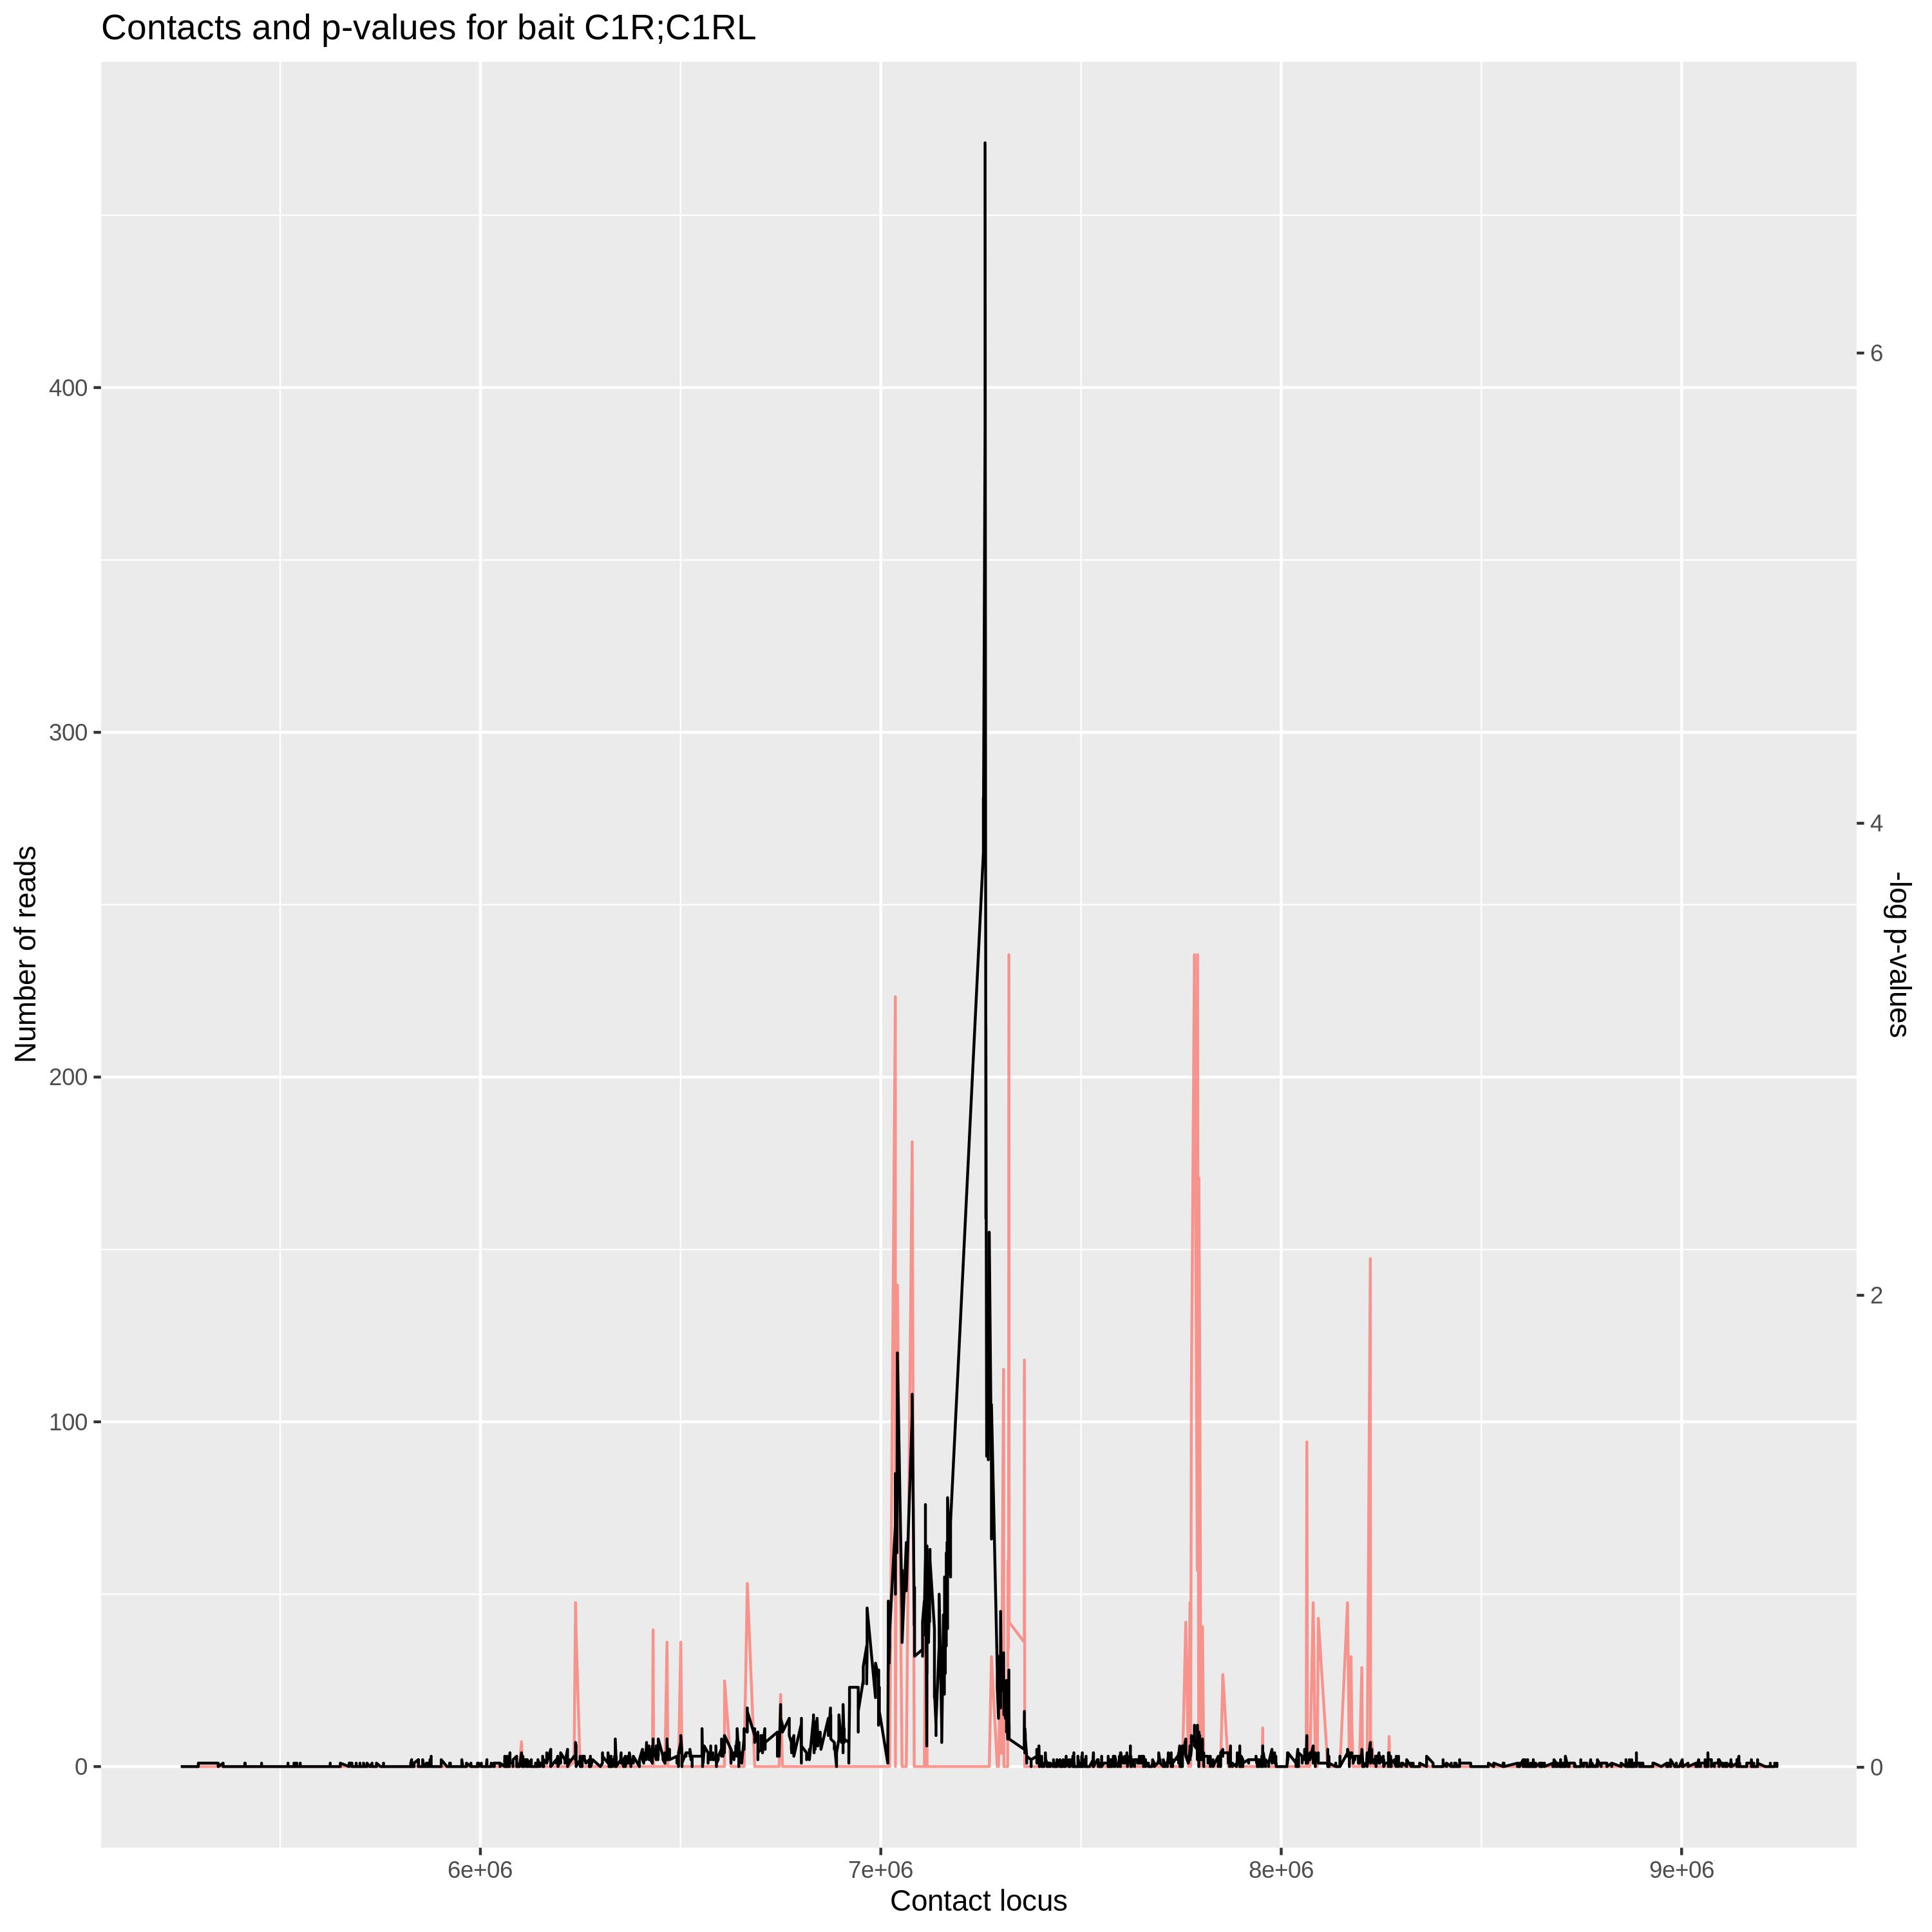 Contacts and p-values for bait C1R;C1RL
Number of reads
400
300
200
100
0
6
4
2
0
-log p-values
6e+06
7e+06
8e+06
9e+06
Contact locus